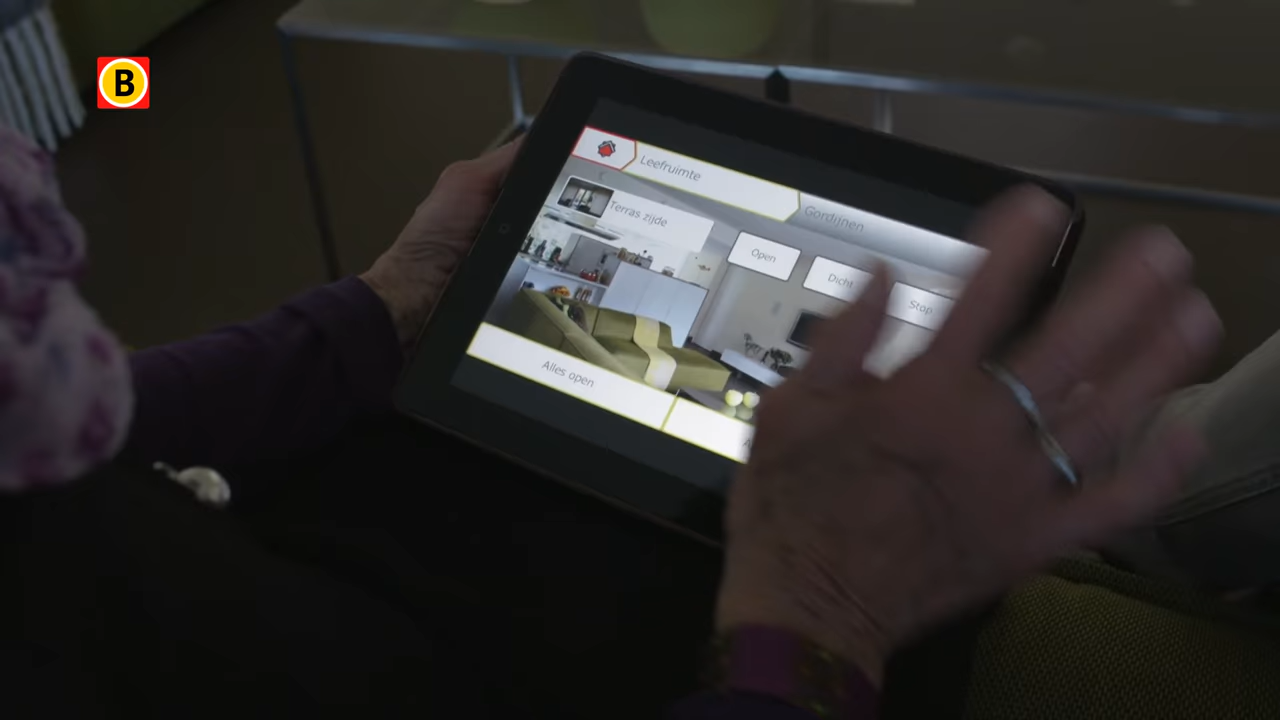 B
Leefruimte
Gordijnen
Terras zijde
Open
Dicht
Stop
Alles open